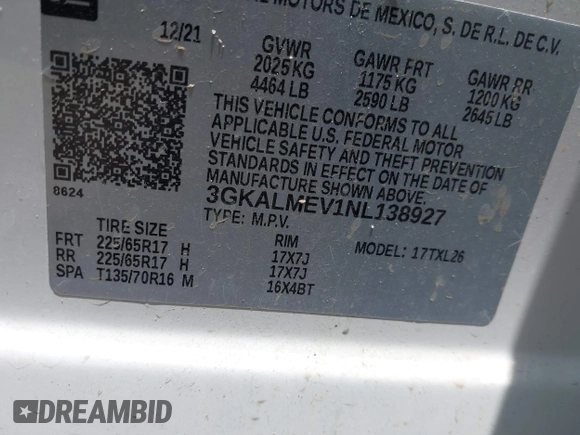 MOTORS DE MEXICO, S. DE R.L. DE C.V.
12/21
GVWR GAWR FRT GAWR RR
2025 KG 1175 KG 1200 KG
4464 LB 2590 LB 2645 LB
THIS VEHICLE CONFORMS TO ALL
APPLICABLE U.S. FEDERAL MOTOR
VEHICLE SAFETY AND THEFT PREVENTION
STANDARDS IN EFFECT ON THE DATE OF
MANUFACTURE SHOWN ABOVE.
8624
3GKALMEV1NL138927
TYPE: M.P.V.
MODEL: 17TXL26
TIRE SIZE RIM
FRT 225/65R17 H 17X7J
RR 225/65R17 H 17X7J
SPA T135/70R16 M 16X4BT
DREAMBID